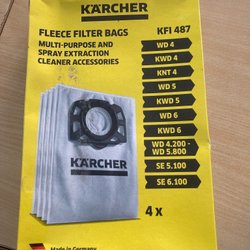 KÄRCHER
FLEECE FILTER BAGS
MULTI-PURPOSE AND
SPRAY EXTRACTION
CLEANER ACCESSORIES
KFI 487
WD 4
KWD 4
KNT 4
WD 5
KWD 5
WD 6
KWD 6
WD 4.200 -
WD 5.800
SE 5.100
SE 6.100
KÄRCHER
4 x
Made in Germany